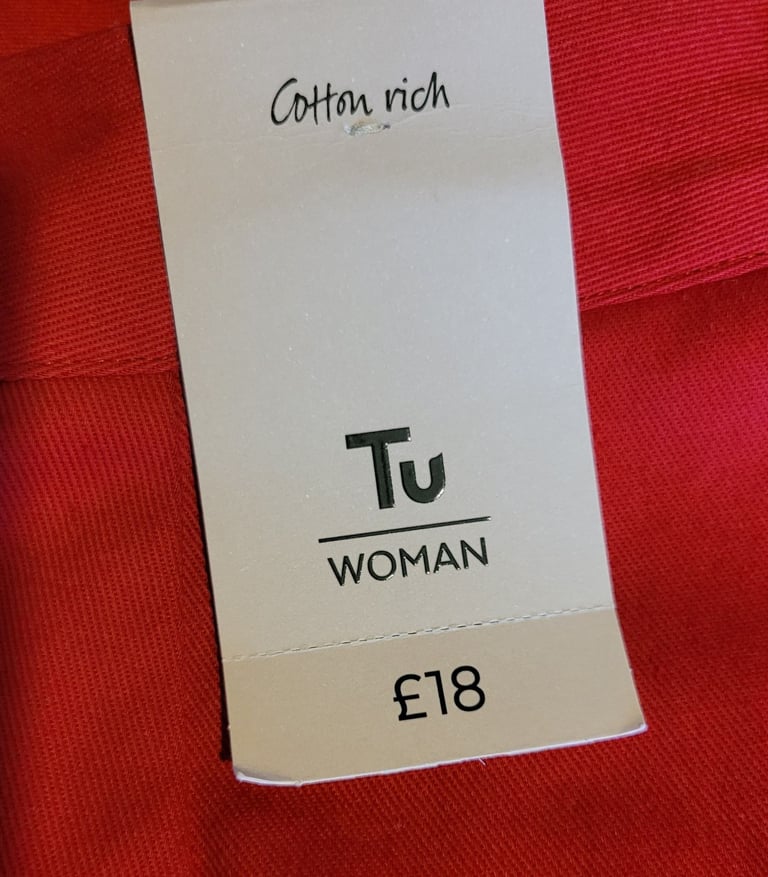 Cotton rich
Tu
WOMAN
£18